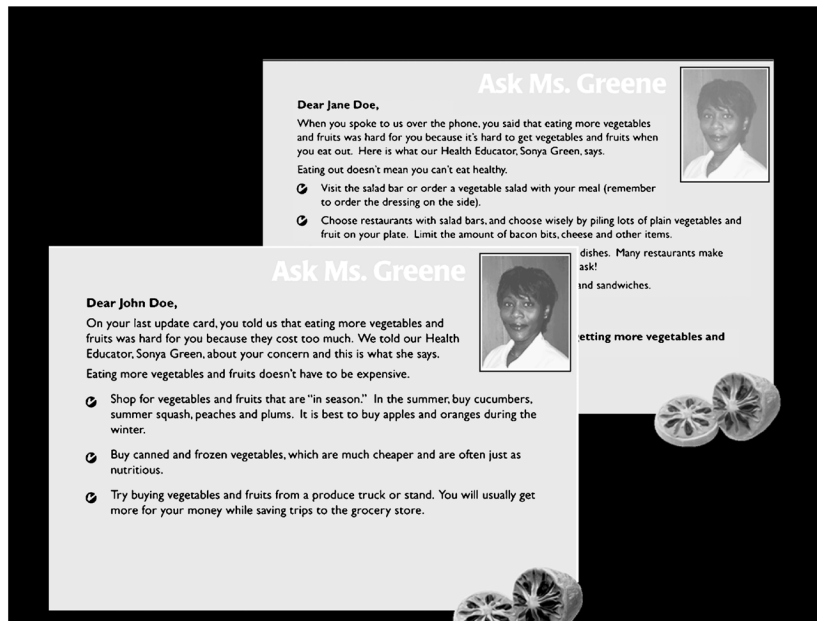 Ask Ms. Greene
Dear Jane Doe,
When you spoke to us over the phone, you said that eating more vegetables
and fruits was hard for you because it's hard to get vegetables and fruits when
you eat out. Here is what our Health Educator, Sonya Green, says.
Eating out doesn't mean you can't eat healthy.
Visit the salad bar or order a vegetable salad with your meal (remember
to order the dressing on the side).
Choose restaurants with salad bars, and choose wisely by piling lots of plain vegetables and
fruit on your plate. Limit the amount of bacon bits, cheese and other items.
dishes. Many restaurants make
ask!
and sandwiches.
getting more vegetables and
Ask Ms. Greene
Dear John Doe,
On your last update card, you told us that eating more vegetables and
fruits was hard for you because they cost too much. We told our Health
Educator, Sonya Green, about your concern and this is what she says.
Eating more vegetables and fruits doesn't have to be expensive.
Shop for vegetables and fruits that are "in season." In the summer, buy cucumbers,
summer squash, peaches and plums. It is best to buy apples and oranges during the
winter.
Buy canned and frozen vegetables, which are much cheaper and are often just as
nutritious.
Try buying vegetables and fruits from a produce truck or stand. You will usually get
more for your money while saving trips to the grocery store.